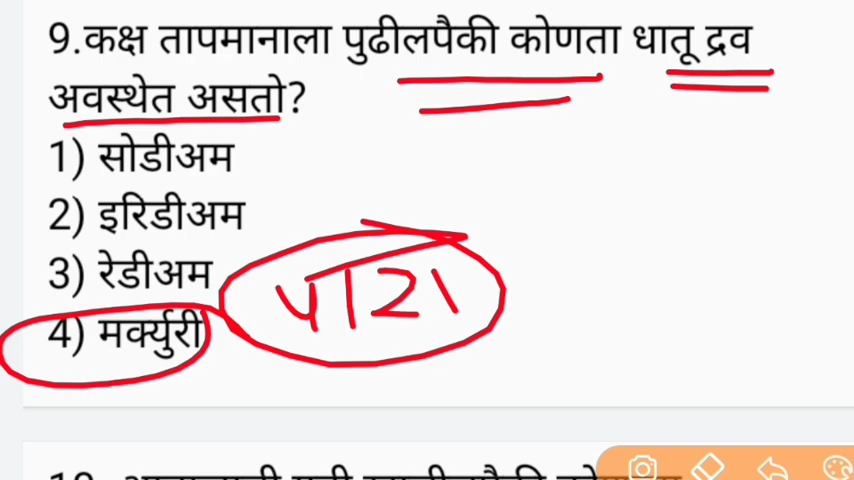 9.कक्ष तापमानाला पुढीलपैकी कोणता धातू द्रव
अवस्थेत असतो?
1) सोडीअम
2) इरिडीअम
3) रेडीअम
4) मर्क्युरी
पारा